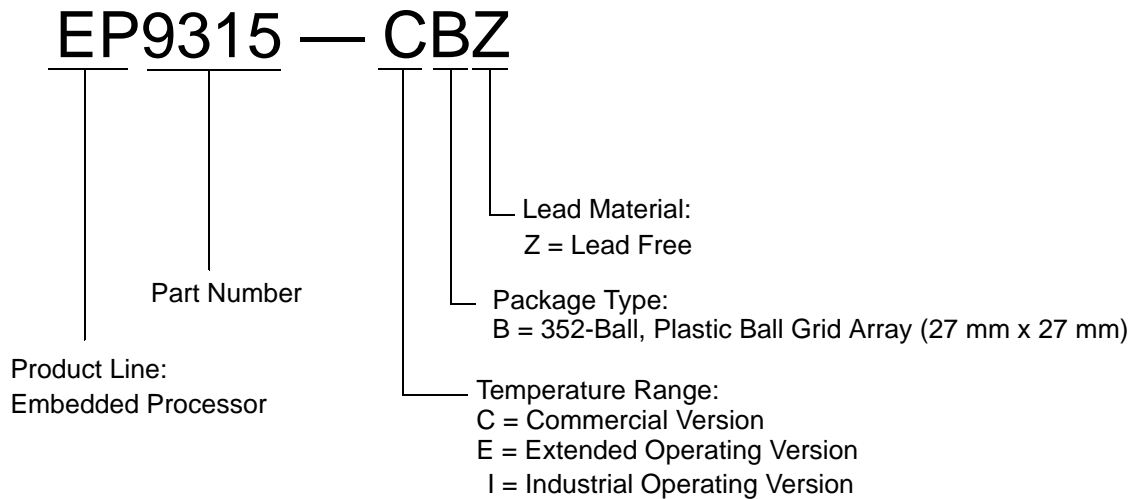 EP9315 — CBZ
Lead Material:
Z = Lead Free
Part Number
Package Type:
B = 352-Ball, Plastic Ball Grid Array (27 mm x 27 mm)
Product Line:
Embedded Processor
Temperature Range:
C = Commercial Version
E = Extended Operating Version
I = Industrial Operating Version